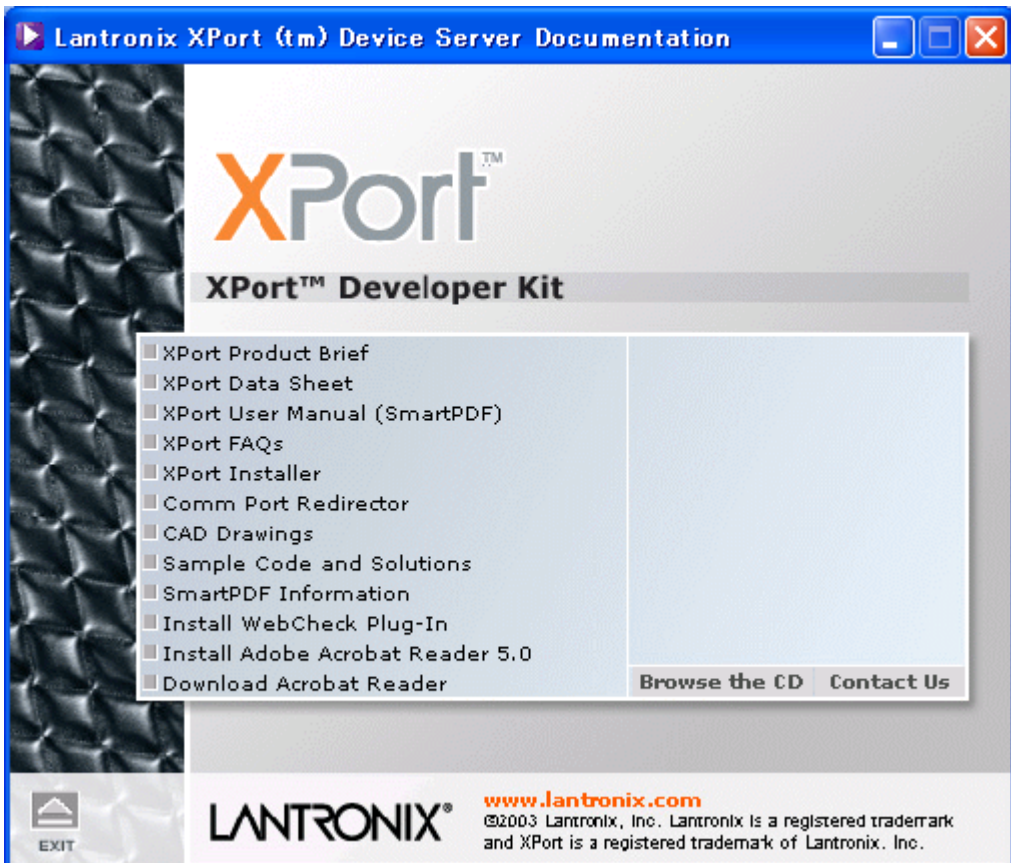 Lantronix XPort (tm) Device Server Documentation
XPort™
XPort™ Developer Kit
XPort Product Brief
XPort Data Sheet
XPort User Manual (SmartPDF)
XPort FAQs
XPort Installer
Comm Port Redirector
CAD Drawings
Sample Code and Solutions
SmartPDF Information
Install WebCheck Plug-In
Install Adobe Acrobat Reader 5.0
Download Acrobat Reader
Browse the CD
Contact Us
EXIT
LANTRONIX®
www.lantronix.com
©2003 Lantronix, Inc. Lantronix is a registered trademark
and XPort is a registered trademark of Lantronix, Inc.